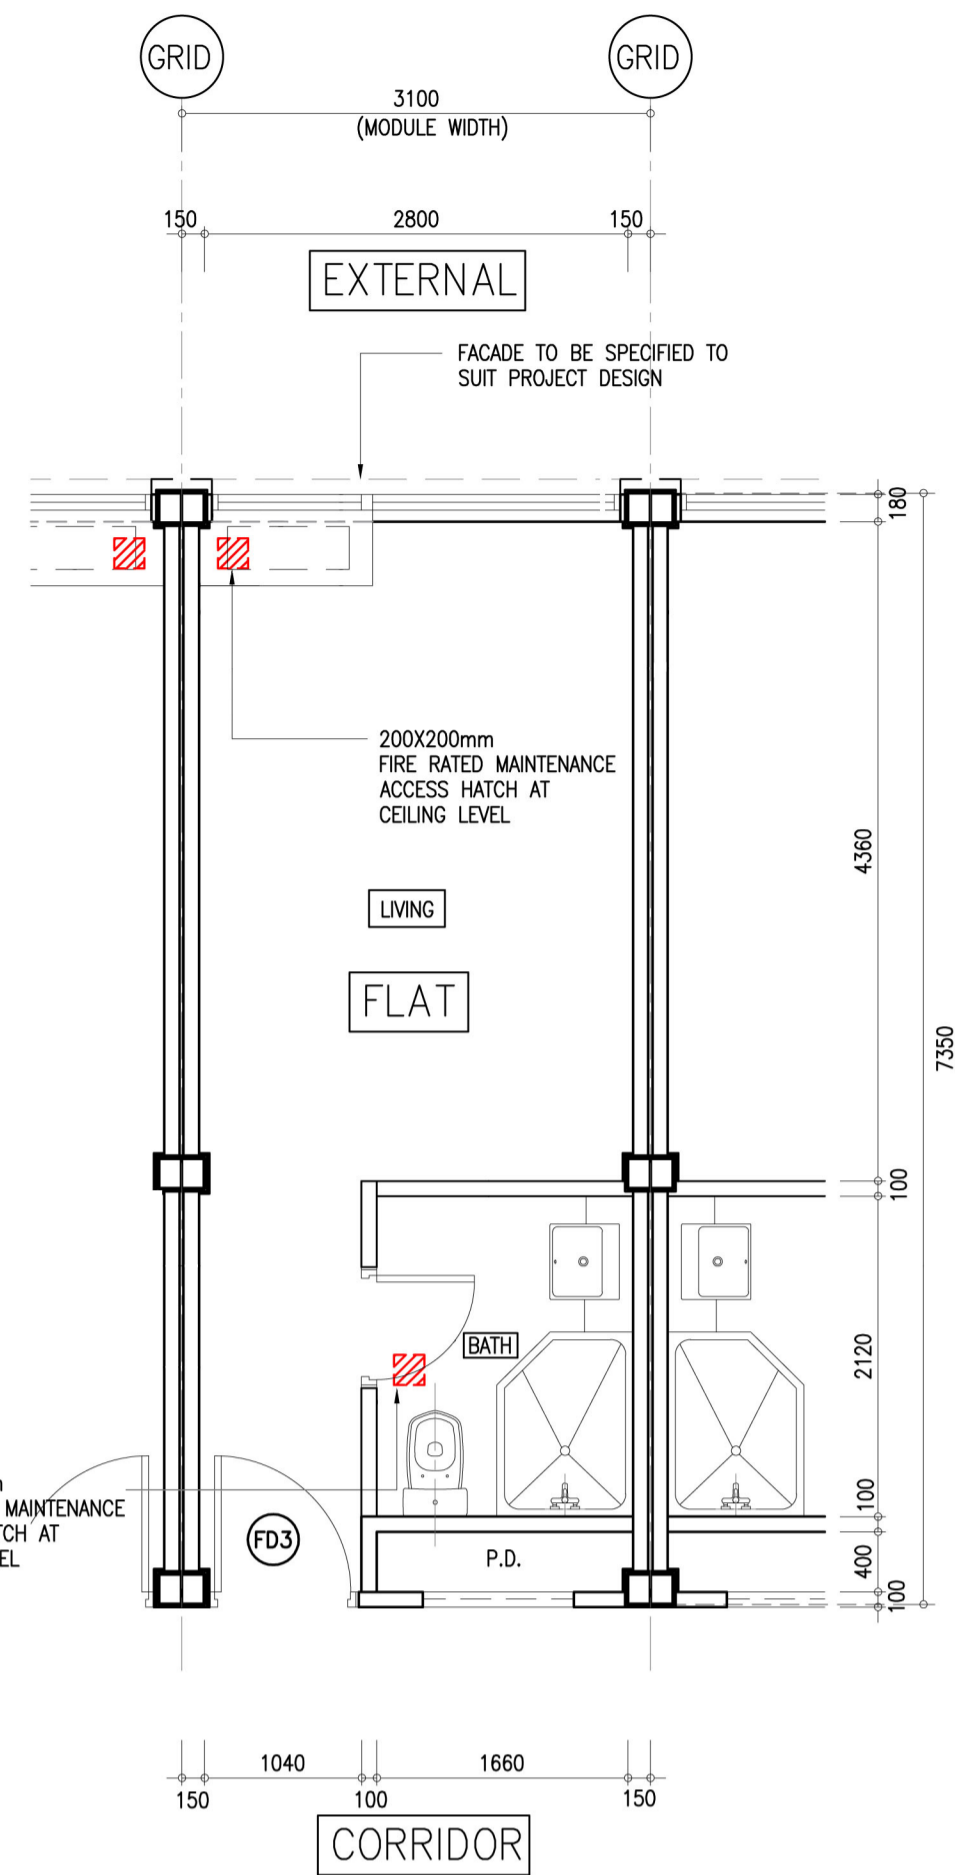 GRID
GRID
3100
(MODULE WIDTH)
150
2800
150
EXTERNAL
FACADE TO BE SPECIFIED TO
SUIT PROJECT DESIGN
180
200X200mm
FIRE RATED MAINTENANCE
ACCESS HATCH AT
CEILING LEVEL
4360
LIVING
FLAT
7350
100
BATH
2120
MAINTENANCE
AT
100
FD3
P.D.
400
100
1040
1660
150
100
150
CORRIDOR